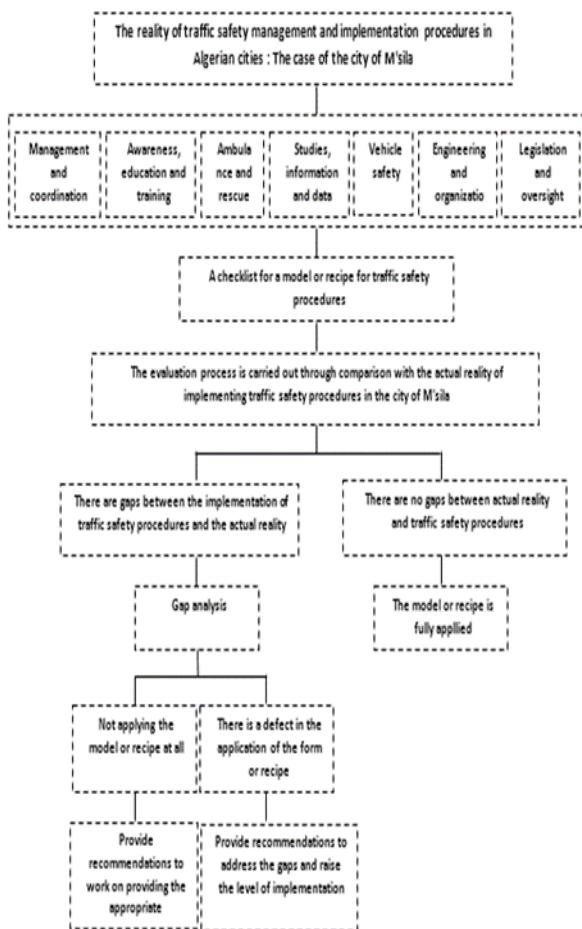 The reality of traffic safety management and implementation procedures in
Algerian cities : The case of the city of M'sila
Management
and
coordination
Awareness,
education and
training
Ambula
nce and
rescue
Studies,
information
and data
Vehicle
safety
Engineering
and
organizatio
Legislation
and
oversight
A checklist for a model or recipe for traffic safety
procedures
The evaluation process is carried out through comparison with the actual reality of
implementing traffic safety procedures in the city of M'sila
There are gaps between the implementation of
traffic safety procedures and the actual reality
There are no gaps between actual reality
and traffic safety procedures
Gap analysis
The model or recipe is
fully appllied
Not applying the
model or recipe at all
There is a defect in the
application of the form
or recipe
Provide
recommendations to
work on providing the
appropriate
Provide recommendations to
address the gaps and raise
the level of implementation